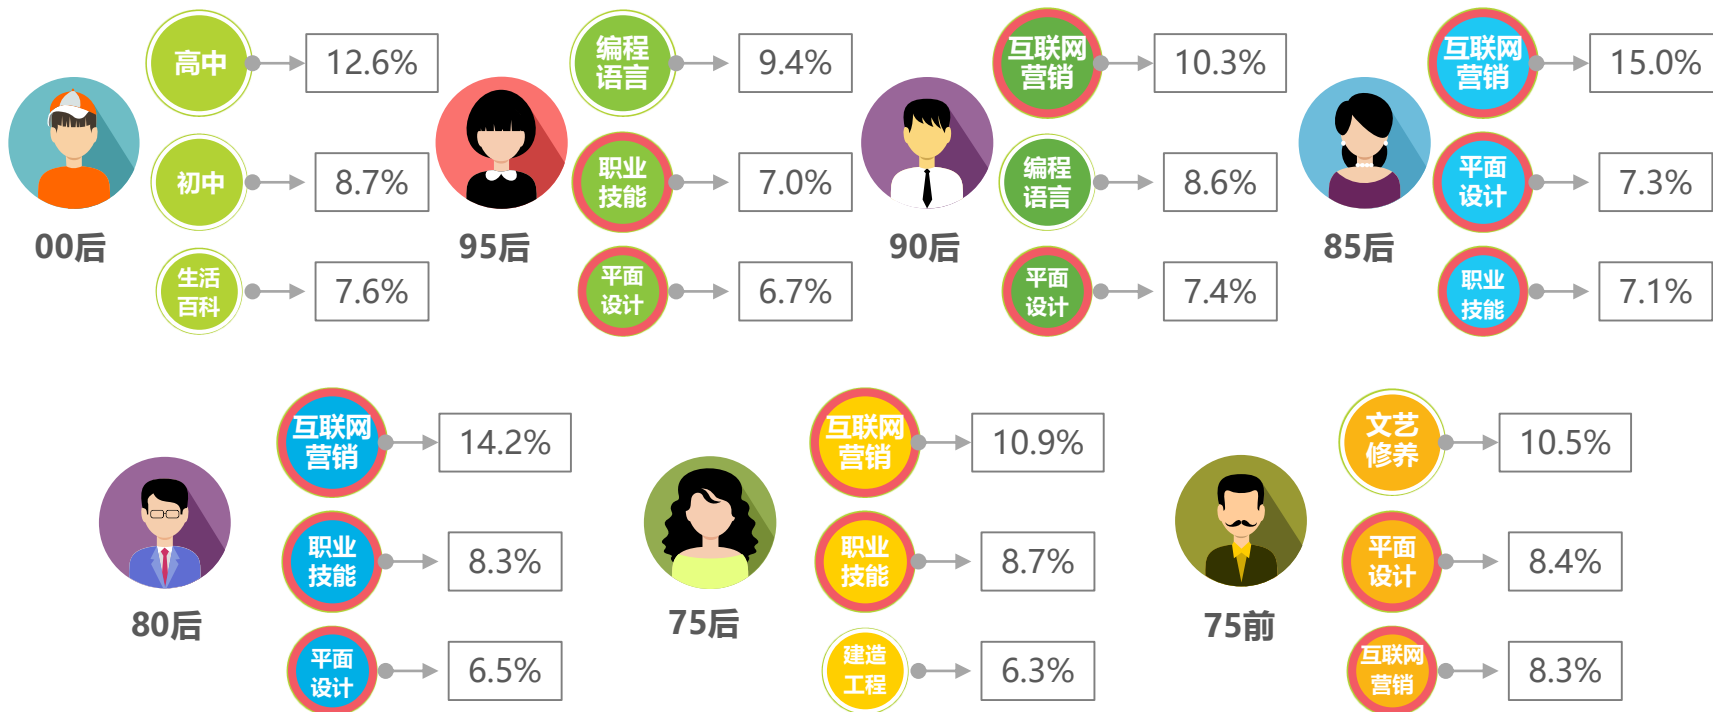 00后
高中
12.6%
初中
8.7%
生活
百科
7.6%
95后
编程
语言
9.4%
职业
技能
7.0%
平面
设计
6.7%
90后
互联网
营销
10.3%
编程
语言
8.6%
平面
设计
7.4%
85后
互联网
营销
15.0%
平面
设计
7.3%
职业
技能
7.1%
80后
互联网
营销
14.2%
职业
技能
8.3%
平面
设计
6.5%
75后
互联网
营销
10.9%
职业
技能
8.7%
建造
工程
6.3%
75前
文艺
修养
10.5%
平面
设计
8.4%
互联网
营销
8.3%